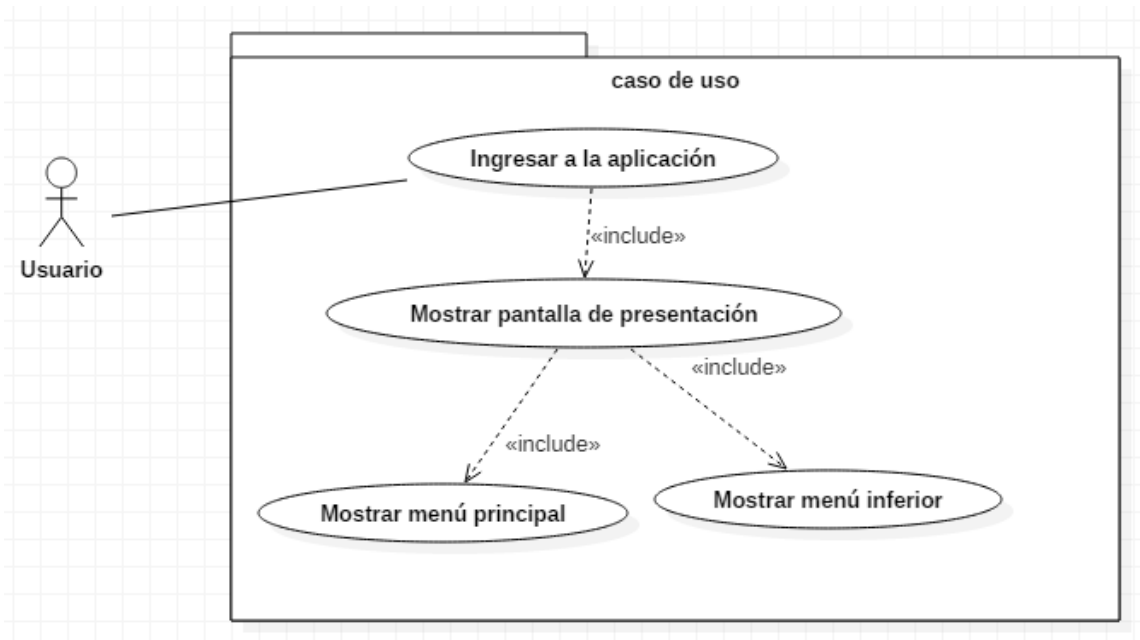 caso de uso
Ingresar a la aplicación
«include»
Usuario
Mostrar pantalla de presentación
«include»
«include»
Mostrar menú principal
Mostrar menú inferior